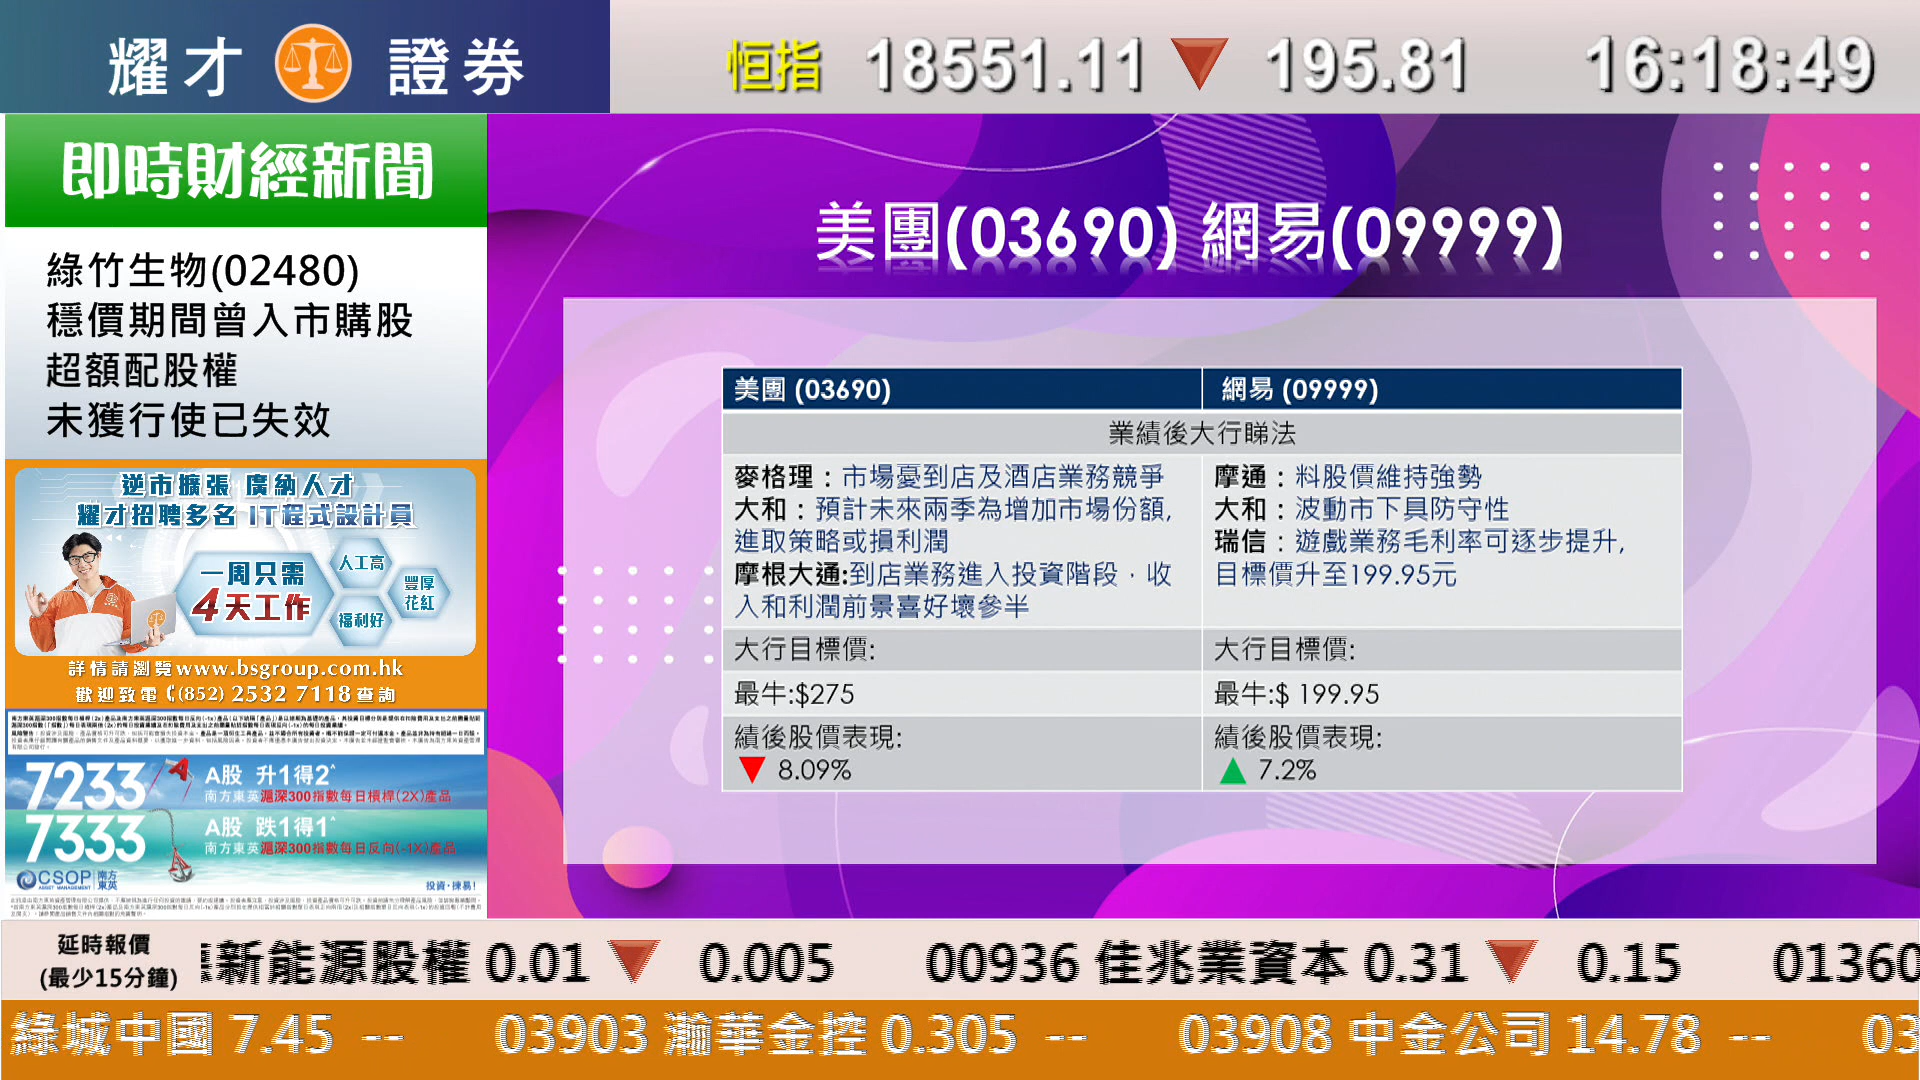 耀才 證券
恒指 18551.11 ▼ 195.81 16:18:49
即時財經新聞
綠竹生物(02480)
穩價期間曾入市購股
超額配股權
未獲行使已失效
逆市擴張 廣納人才
耀才招聘多名 IT程式設計員
一周只需
4天工作
人工高
豐厚
花紅
福利好
詳情請瀏覽www.bsgroup.com.hk
歡迎致電 (852) 2532 7118查詢
7233
A股 升1得2^
南方東英滬深300指數每日槓桿(2X)產品
7333
A股 跌1得1^
南方東英滬深300指數每日反向(-1X)產品
CSOP 南方
東英
ASSET MANAGEMENT
投資‧揀易!
美團(03690) 網易(09999)
美團 (03690)
網易 (09999)
業績後大行睇法
麥格理：市場憂到店及酒店業務競爭
大和：預計未來兩季為增加市場份額,
進取策略或損利潤
摩根大通:到店業務進入投資階段，收
入和利潤前景喜好壞參半
摩通：料股價維持強勢
大和：波動市下具防守性
瑞信：遊戲業務毛利率可逐步提升,
目標價升至199.95元
大行目標價:
大行目標價:
最牛:$275
最牛:$ 199.95
績後股價表現:
▼ 8.09%
績後股價表現:
▲ 7.2%
延時報價
(最少15分鐘)
新能源股權 0.01 ▼ 0.005 00936 佳兆業資本 0.31 ▼ 0.15 01360
綠城中國 7.45 -- 03903 瀚華金控 0.305 -- 03908 中金公司 14.78 -- 03